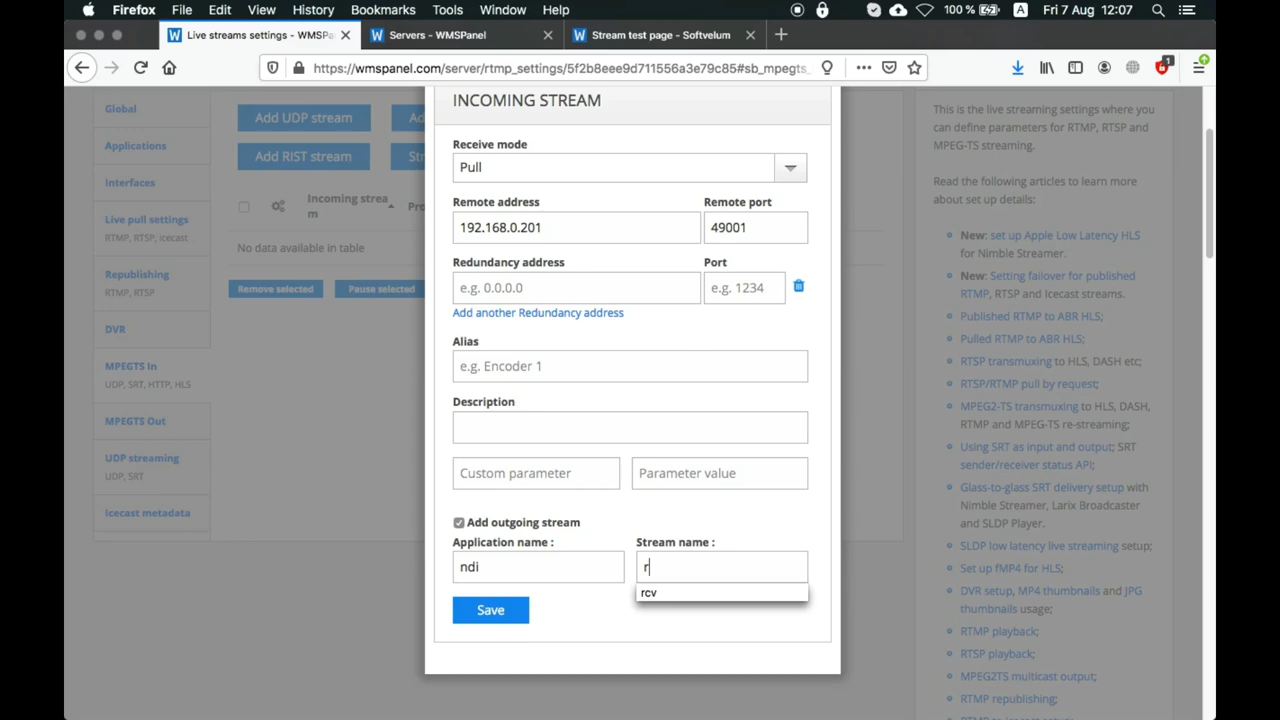 Firefox File Edit View History Bookmarks Tools Window Help 100 % A Fri 7 Aug 12:07
W Live streams settings - WMSPa W Servers - WMSPanel W Stream test page - Softvelum
https://wmspanel.com/server/rtmp_settings/5f2b8eee9d711556a3e79c85#sb_mpegts_ 1
Global
Applications
Interfaces
Live pull settings
RTMP, RTSP, Icecast
Republishing
RTMP, RTSP
DVR
MPEGTS In
UDP, SRT, HTTP, HLS
MPEGTS Out
UDP streaming
UDP, SRT
Icecast metadata
Add UDP stream Ad
Add RIST stream St
Incoming strea
m
Pro
No data available in table
Remove selected Pause selected
INCOMING STREAM
Receive mode
Pull
Remote address Remote port
192.168.0.201 49001
Redundancy address Port
e.g. 0.0.0.0 e.g. 1234
Add another Redundancy address
Alias
e.g. Encoder 1
Description
Custom parameter Parameter value
Add outgoing stream
Application name : Stream name :
ndi r
rcv
Save
This is the live streaming settings where you
can define parameters for RTMP, RTSP and
MPEG-TS streaming.
Read the following articles to learn more
about set up details:
New: set up Apple Low Latency HLS
for Nimble Streamer.
New: Setting failover for published
RTMP, RTSP and Icecast streams.
Published RTMP to ABR HLS;
Pulled RTMP to ABR HLS;
RTSP transmuxing to HLS, DASH etc;
RTSP/RTMP pull by request;
MPEG2-TS transmuxing to HLS, DASH,
RTMP and MPEG-TS re-streaming;
Using SRT as input and output; SRT
sender/receiver status API;
Glass-to-glass SRT delivery setup with
Nimble Streamer, Larix Broadcaster
and SLDP Player.
SLDP low latency live streaming setup;
Set up fMP4 for HLS;
DVR setup, MP4 thumbnails and JPG
thumbnails usage;
RTMP playback;
RTSP playback;
MPEG2TS multicast output;
RTMP republishing;